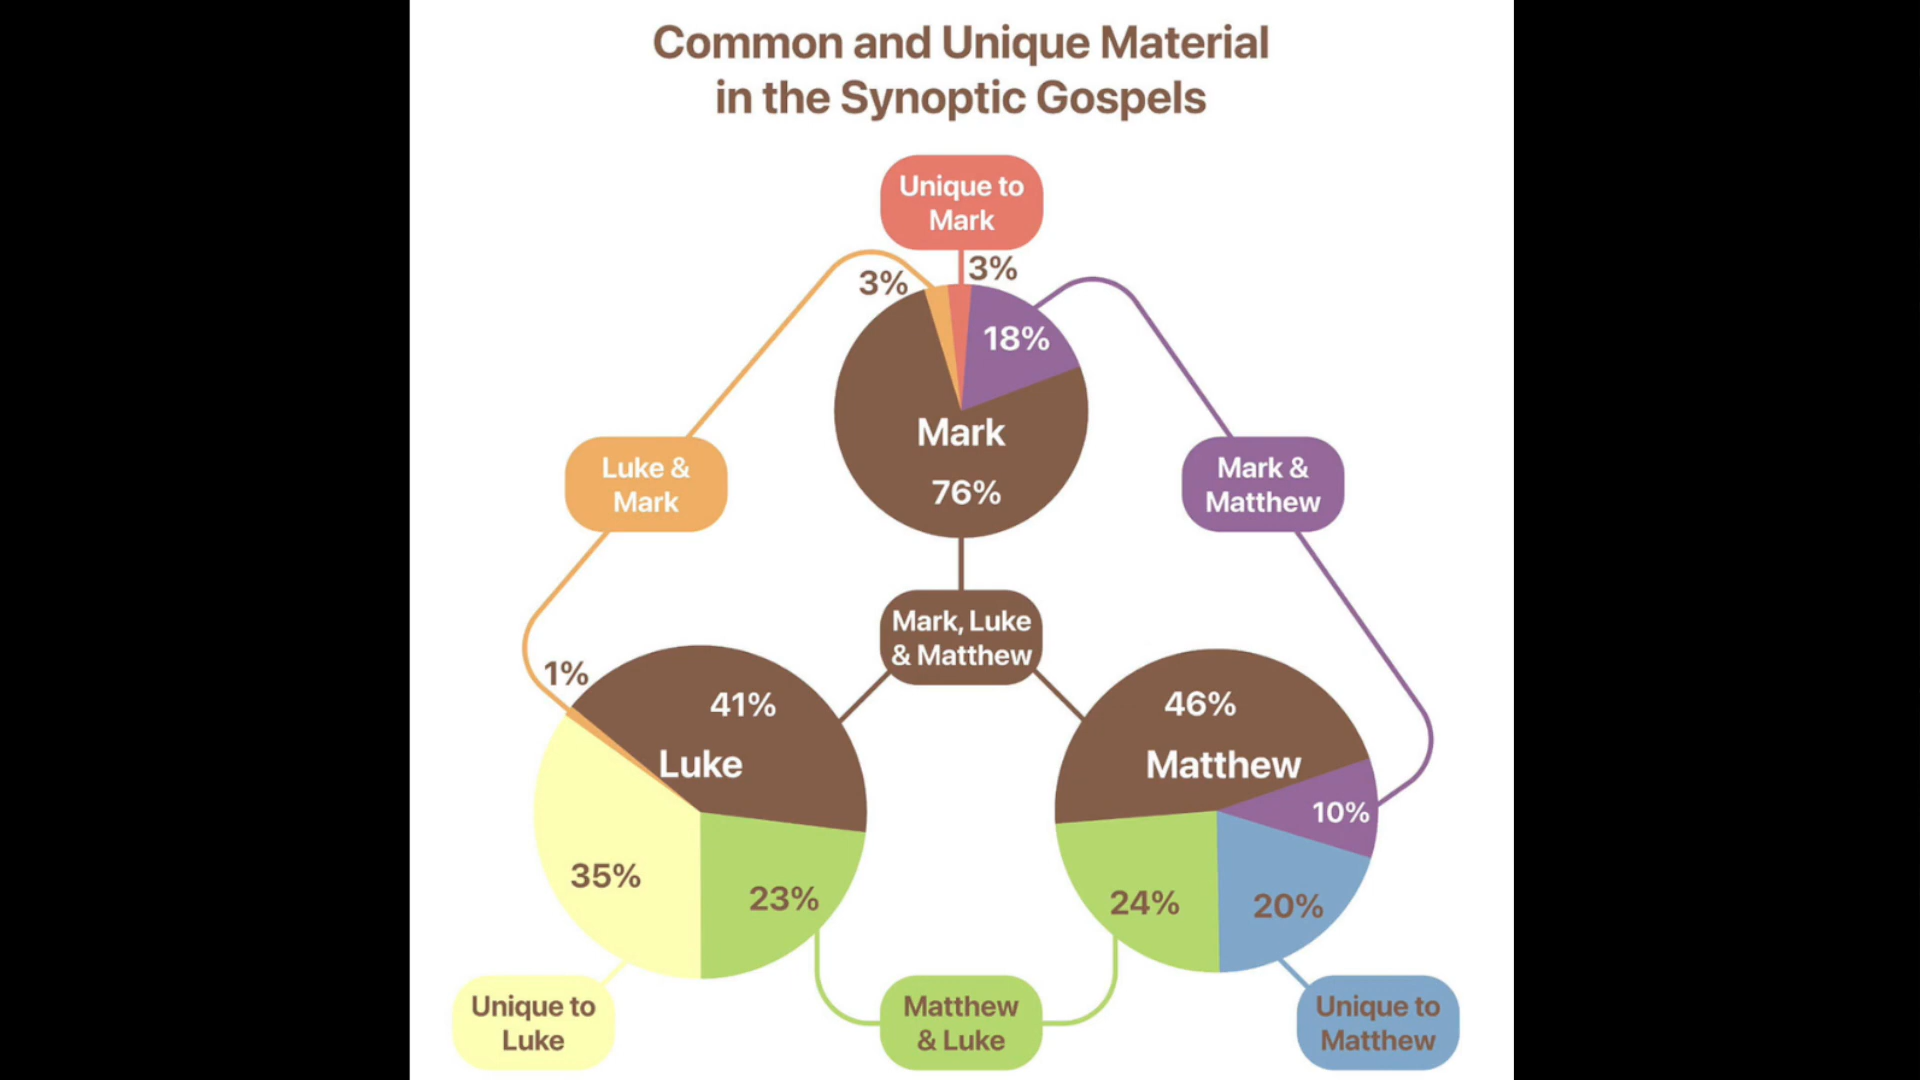 Common and Unique Material
in the Synoptic Gospels
Unique to
Mark
3%
3%
18%
Mark
76%
Luke &
Mark
Mark &
Matthew
Mark, Luke
& Matthew
1%
41%
Luke
35%
23%
46%
Matthew
10%
24%
20%
Unique to
Luke
Matthew
& Luke
Unique to
Matthew